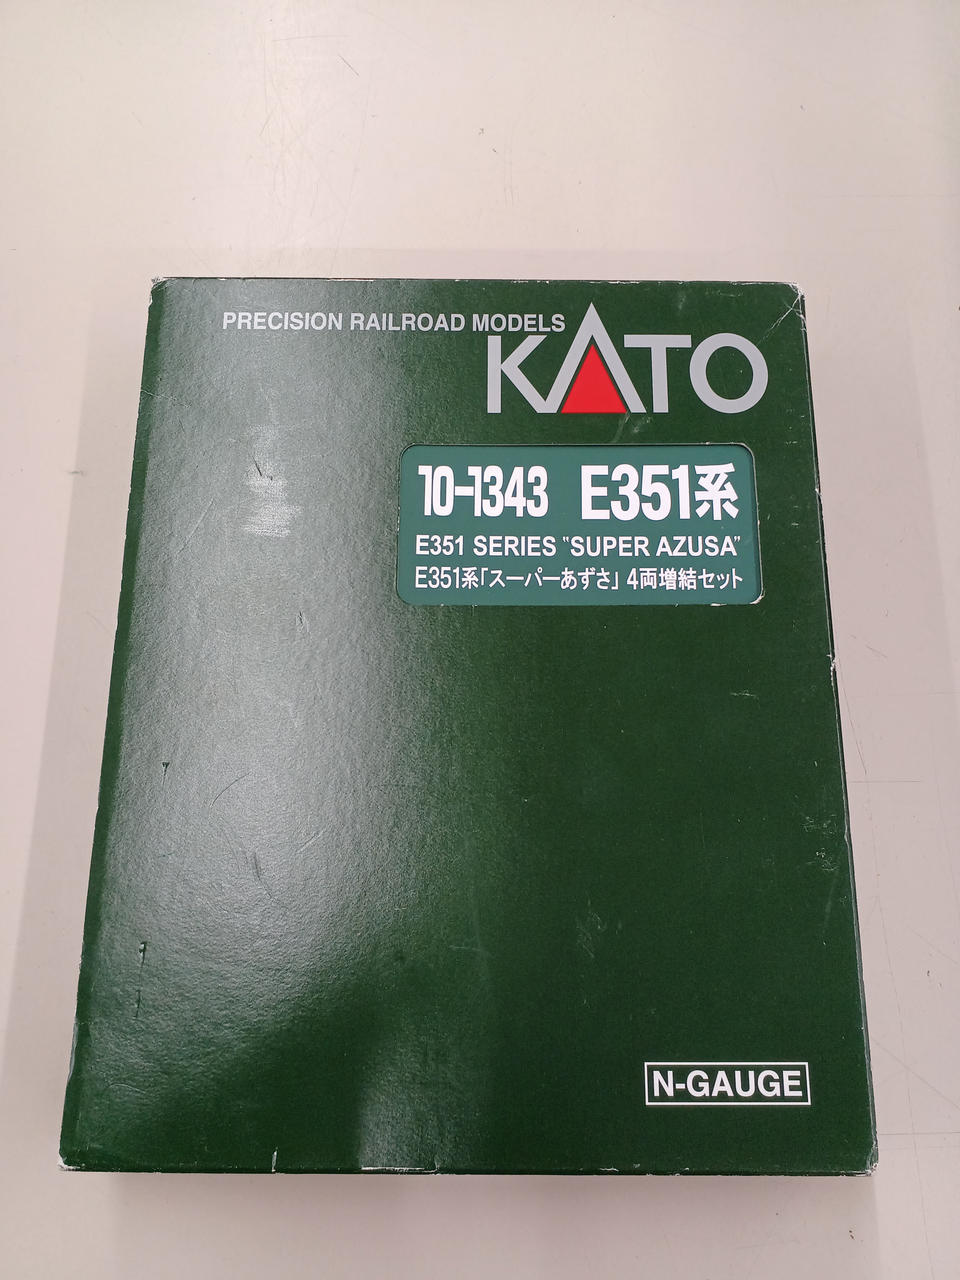 PRECISION RAILROAD MODELS
KATO
10-1343 E351系
E351 SERIES "SUPER AZUSA"
E351系「スーパーあずさ」 4両増結セット
N-GAUGE